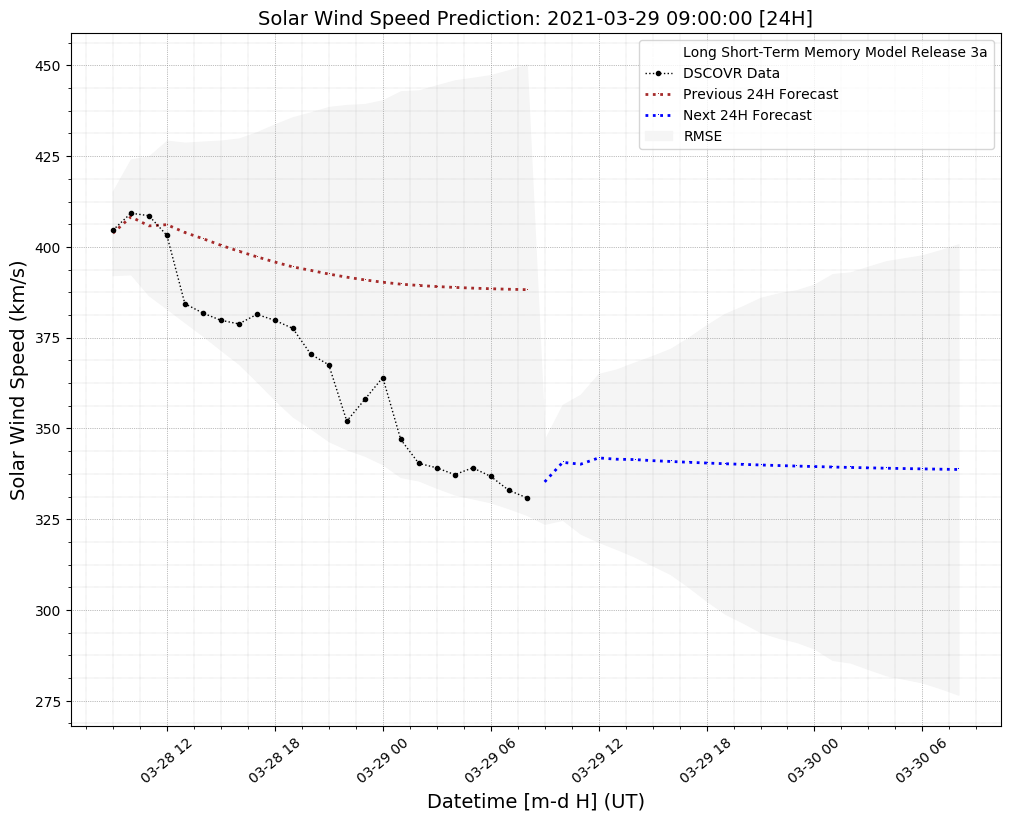 Solar Wind Speed Prediction: 2021-03-29 09:00:00 [24H]
Long Short-Term Memory Model Release 3a
DSCOVR Data
Previous 24H Forecast
Next 24H Forecast
RMSE
Solar Wind Speed (km/s)
450
425
400
375
350
325
300
275
03-28 12
03-28 18
03-29 00
03-29 06
03-29 12
03-29 18
03-30 00
03-30 06
Datetime [m-d H] (UT)